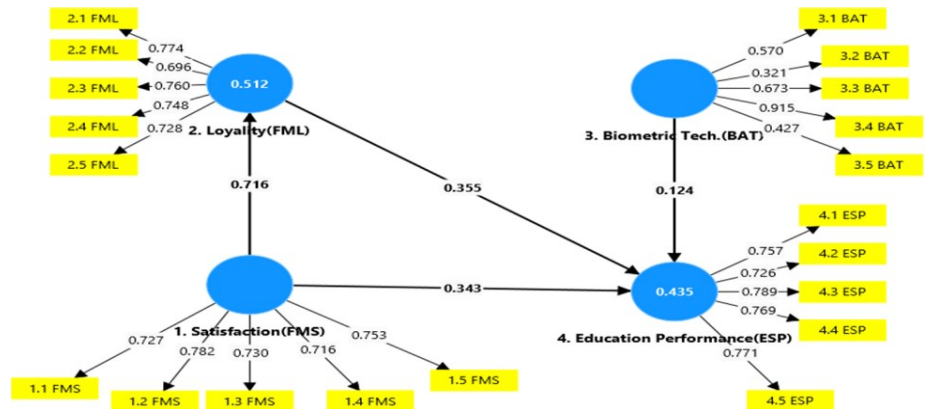 2.1 FML
2.2 FML
2.3 FML
2.4 FML
2.5 FML
0.774
0.696
0.760
0.748
0.728
0.512
2. Loyality(FML)
3.1 BAT
3.2 BAT
3.3 BAT
3.4 BAT
3.5 BAT
0.570
0.321
0.673
0.915
0.427
3. Biometric Tech.(BAT)
0.716
0.355
0.124
0.343
1. Satisfaction(FMS)
0.727
0.782
0.730
0.716
0.753
1.1 FMS
1.2 FMS
1.3 FMS
1.4 FMS
1.5 FMS
0.435
4. Education Performance(ESP)
0.757
0.726
0.789
0.769
0.771
4.1 ESP
4.2 ESP
4.3 ESP
4.4 ESP
4.5 ESP